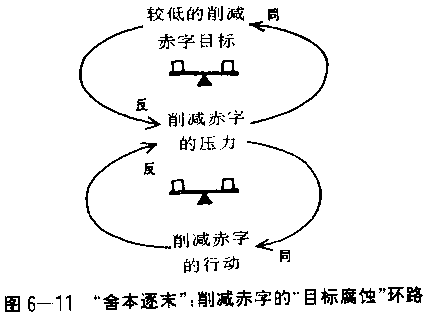 较低的削减
同
赤字目标
反
削减赤字
的压力
反
削减赤字
的行动
同
图6—11 “舍本逐末”：削减赤字的“目标腐蚀”环路